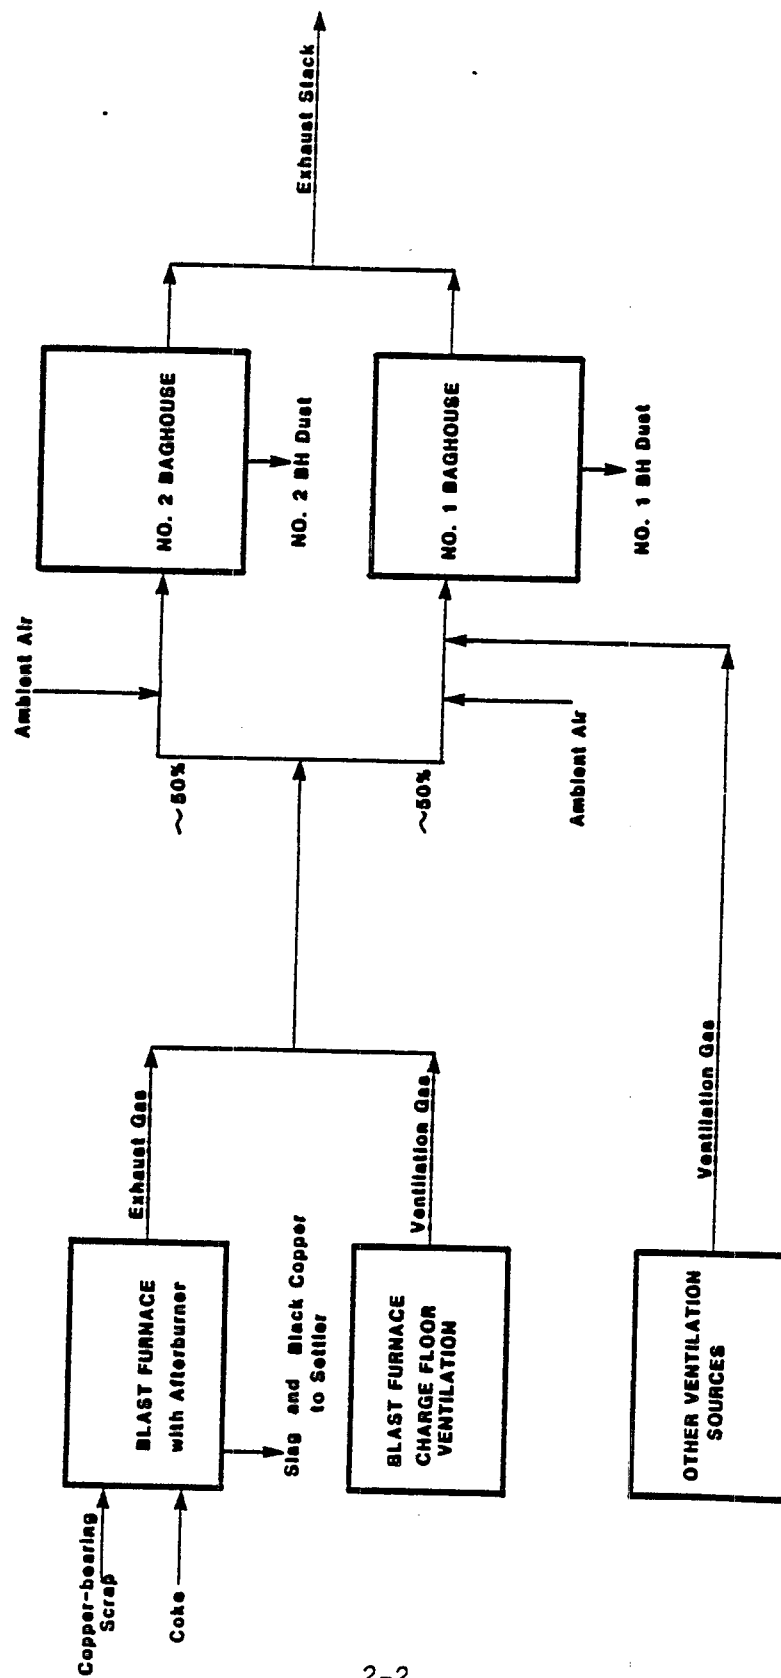 Copper-bearing
Scrap
Coke
BLAST FURNACE
with Afterburner
Slag and Black Copper
to Settler
Exhaust Gas
BLAST FURNACE
CHARGE FLOOR
VENTILATION
Ventilation Gas
OTHER VENTILATION
SOURCES
Ventilation Gas
~50%
~50%
Ambient Air
Ambient Air
NO. 2 BAGHOUSE
NO. 2 BH Dust
NO. 1 BAGHOUSE
NO. 1 BH Dust
Exhaust Stack
2-2